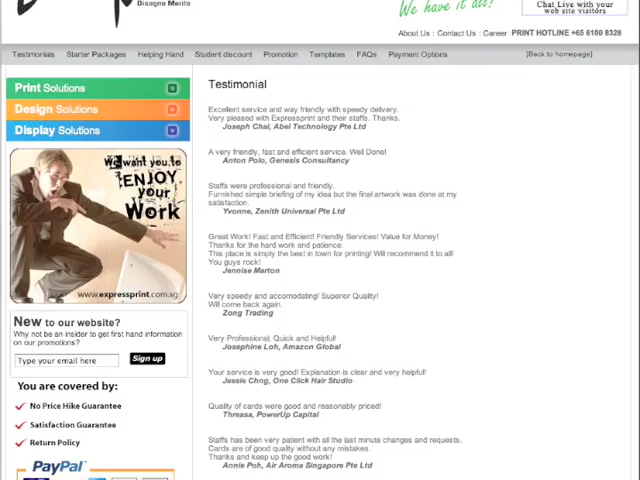 Disagno Merito
We have it all!
Chat Live with your
web site visitors
About Us : Contact Us : Career PRINT HOTLINE +65 6100 8328
Testimonials Starter Packages Helping Hand Student discount Promotion Templates FAQs Payment Options [Back to homepage]
Print Solutions
Design Solutions
Display Solutions
We want you to
ENJOY
your
Work
www.expressprint.com.sg
New to our website?
Why not be an insider to get first hand information
on our promotions?
Type your email here Sign up
You are covered by:
No Price Hike Guarantee
Satisfaction Guarantee
Return Policy
PayPal
Testimonial
Excellent service and way friendly with speedy delivery.
Very pleased with Expressprint and their staffs. Thanks.
Joseph Chai, Abel Technology Pte Ltd
A very friendly, fast and efficient service. Well Done!
Anton Polo, Genesis Consultancy
Staffs were professional and friendly.
Furnished simple briefing of my idea but the final artwork was done at my
satisfaction.
Yvonne, Zenith Universal Pte Ltd
Great Work! Fast and Efficient! Friendly Services! Value for Money!
Thanks for the hard work and patience.
This place is simply the best in town for printing! Will recommend it to all!
You guys rock!
Jennise Marton
Very speedy and accomodating! Superior Quality!
Will come back again.
Zong Trading
Very Professional, Quick and Helpful!
Josephine Loh, Amazon Global
Your service is very good! Explanation is clear and very helpful!
Jessie Chng, One Click Hair Studio
Quality of cards were good and reasonably priced!
Threasa, PowerUp Capital
Staffs has been very patient with all the last minute changes and requests.
Cards are of good quality without any mistakes.
Thanks and keep up the good work!
Annie Poh, Air Aroma Singapore Pte Ltd